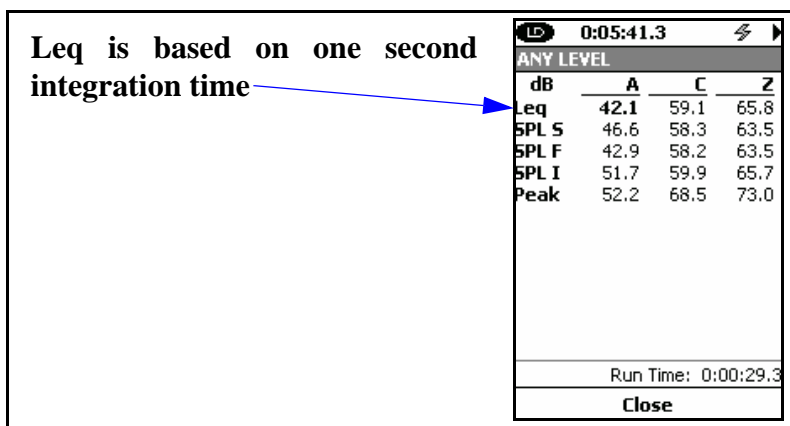 Leq is based on one second
integration time
LD 0:05:41.3
ANY LEVEL
dB A C Z
Leq 42.1 59.1 65.8
SPL S 46.6 58.3 63.5
SPL F 42.9 58.2 63.5
SPL I 51.7 59.9 65.7
Peak 52.2 68.5 73.0
Run Time: 0:00:29.3
Close